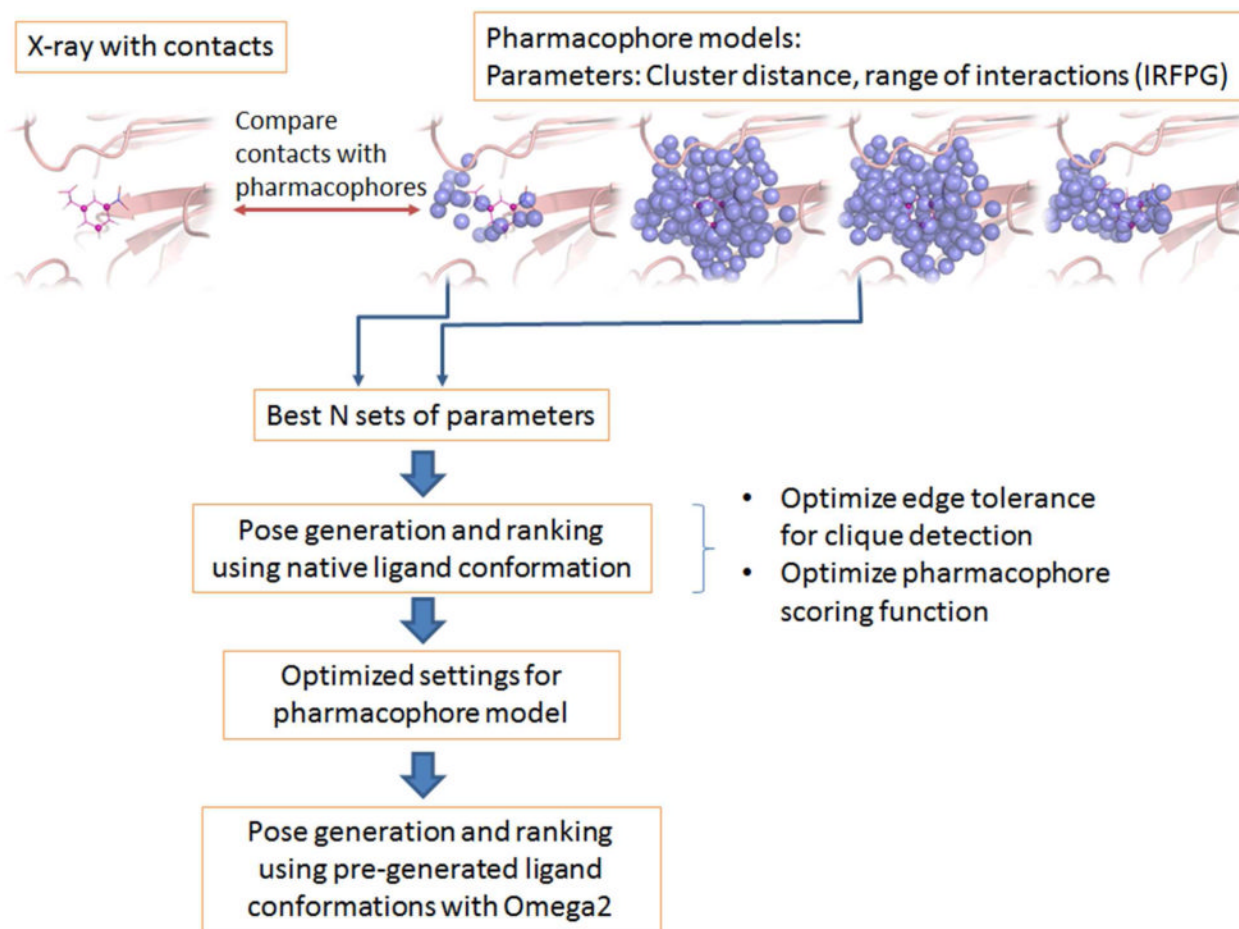 X-ray with contacts
Pharmacophore models:
Parameters: Cluster distance, range of interactions (IRFPG)
Compare
contacts with
pharmacophores
Best N sets of parameters
Pose generation and ranking
using native ligand conformation
• Optimize edge tolerance
for clique detection
• Optimize pharmacophore
scoring function
Optimized settings for
pharmacophore model
Pose generation and ranking
using pre-generated ligand
conformations with Omega2